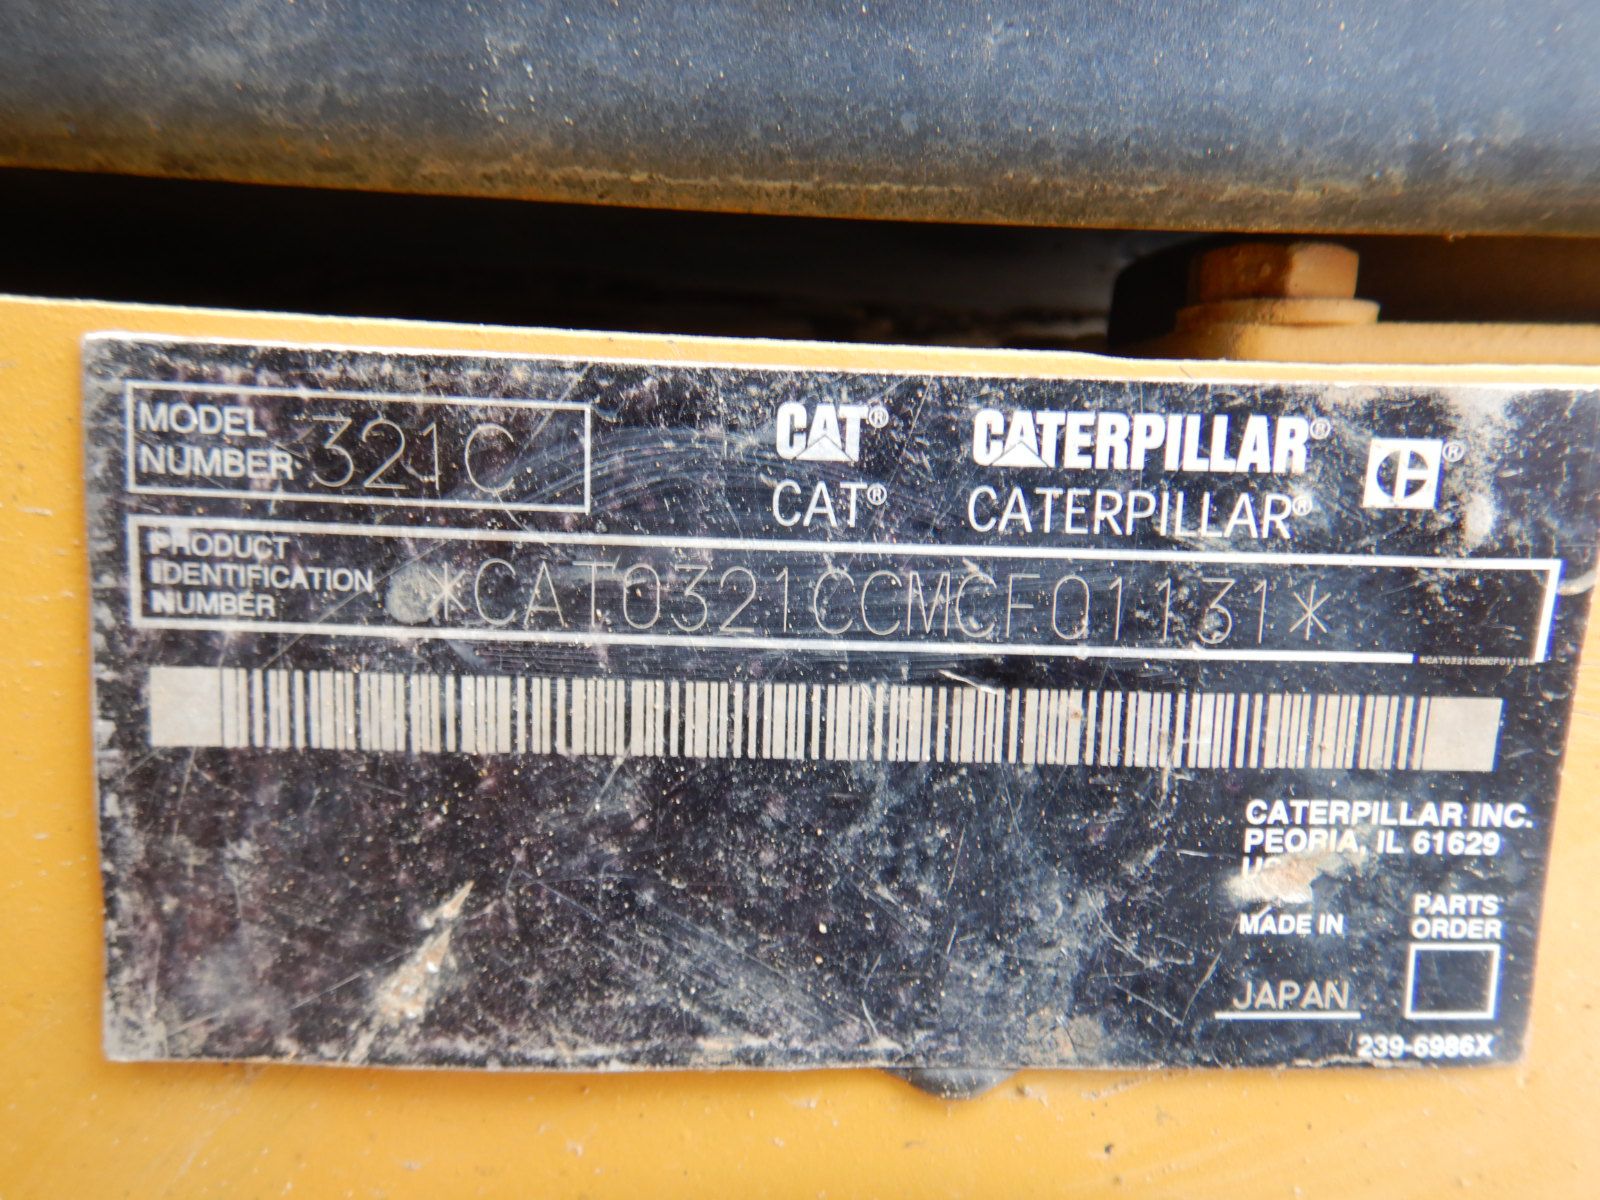 MODEL
NUMBER 321C
CAT® CATERPILLAR® ®
CAT® CATERPILLAR®
PRODUCT
IDENTIFICATION
NUMBER
*CAT0321CCMCF01131*
*CAT0321CCMCF01131*
CATERPILLAR INC.
PEORIA, IL 61629
MADE IN
JAPAN
PARTS
ORDER
239-6986X